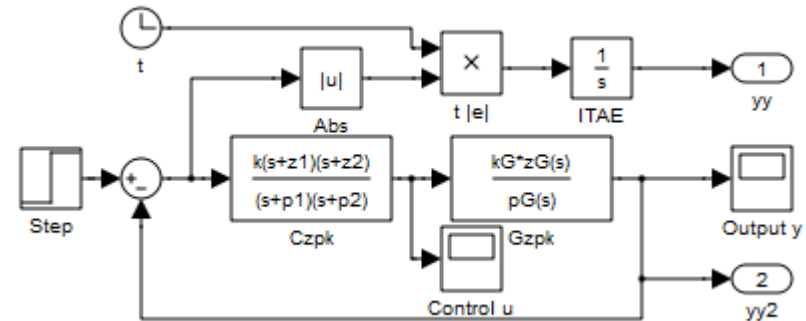 t
|u|
Abs
×
t |e|
1
s
ITAE
1
yy
Step
+
−
k(s+z1)(s+z2)
(s+p1)(s+p2)
Czpk
kG*zG(s)
pG(s)
Gzpk
Control u
Output y
2
yy2